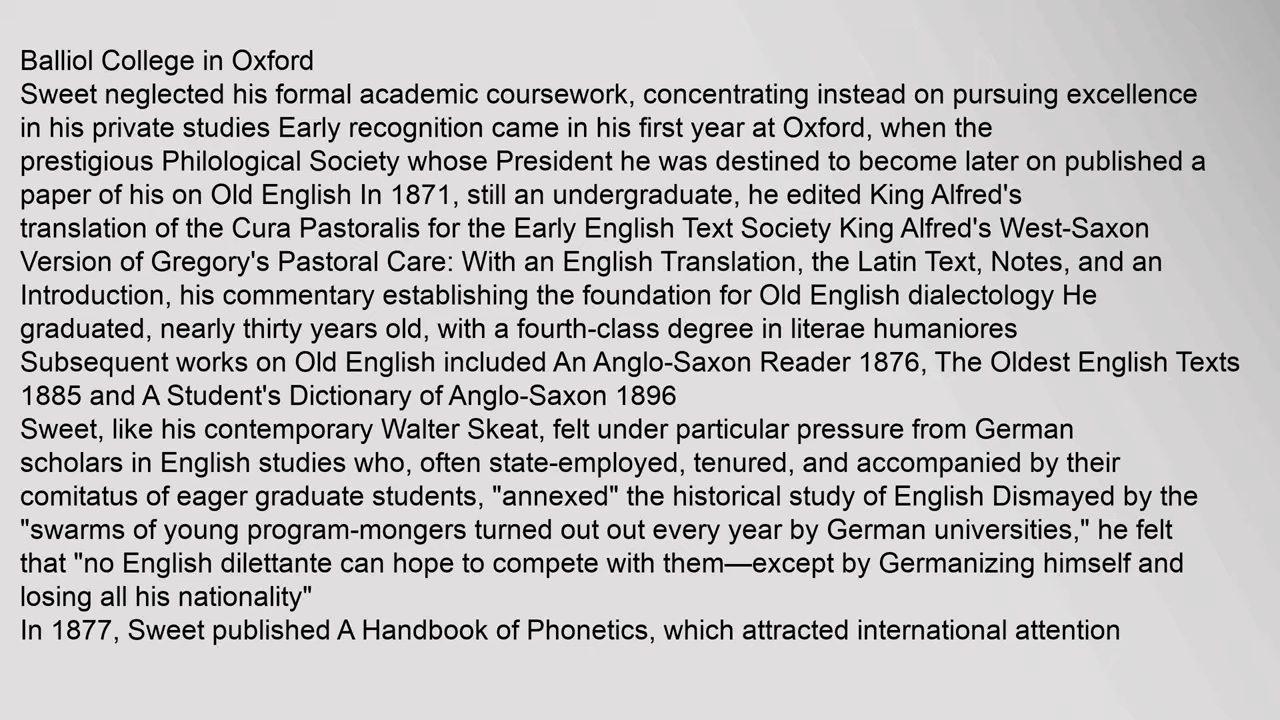 Balliol College in Oxford
Sweet neglected his formal academic coursework, concentrating instead on pursuing excellence
in his private studies Early recognition came in his first year at Oxford, when the
prestigious Philological Society whose President he was destined to become later on published a
paper of his on Old English In 1871, still an undergraduate, he edited King Alfred's
translation of the Cura Pastoralis for the Early English Text Society King Alfred's West-Saxon
Version of Gregory's Pastoral Care: With an English Translation, the Latin Text, Notes, and an
Introduction, his commentary establishing the foundation for Old English dialectology He
graduated, nearly thirty years old, with a fourth-class degree in literae humaniores
Subsequent works on Old English included An Anglo-Saxon Reader 1876, The Oldest English Texts
1885 and A Student's Dictionary of Anglo-Saxon 1896
Sweet, like his contemporary Walter Skeat, felt under particular pressure from German
scholars in English studies who, often state-employed, tenured, and accompanied by their
comitatus of eager graduate students, "annexed" the historical study of English Dismayed by the
"swarms of young program-mongers turned out out every year by German universities," he felt
that "no English dilettante can hope to compete with them—except by Germanizing himself and
losing all his nationality"
In 1877, Sweet published A Handbook of Phonetics, which attracted international attention